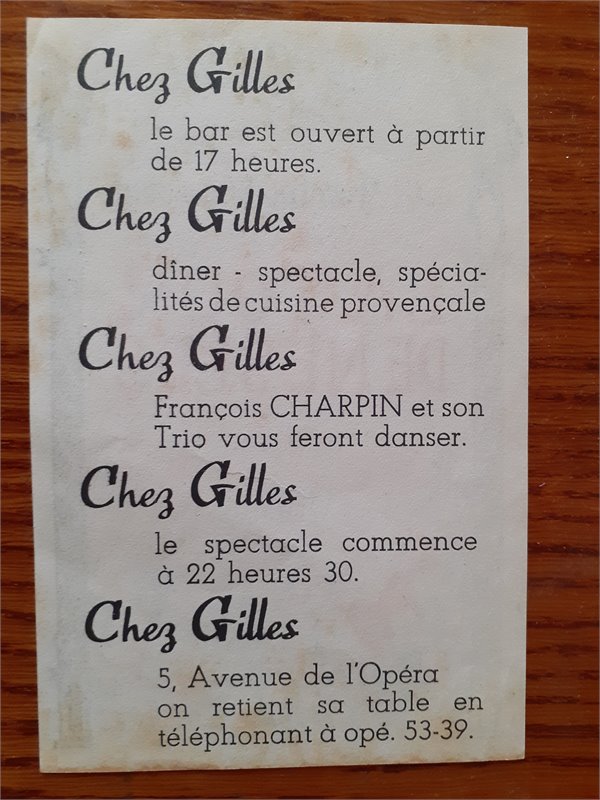 Chez Gilles
le bar est ouvert à partir
de 17 heures.
Chez Gilles
dîner - spectacle, spécia-
lités de cuisine provençale
Chez Gilles
François CHARPIN et son
Trio vous feront danser.
Chez Gilles
le spectacle commence
à 22 heures 30.
Chez Gilles
5, Avenue de l'Opéra
on retient sa table en
téléphonant à opé. 53-39.